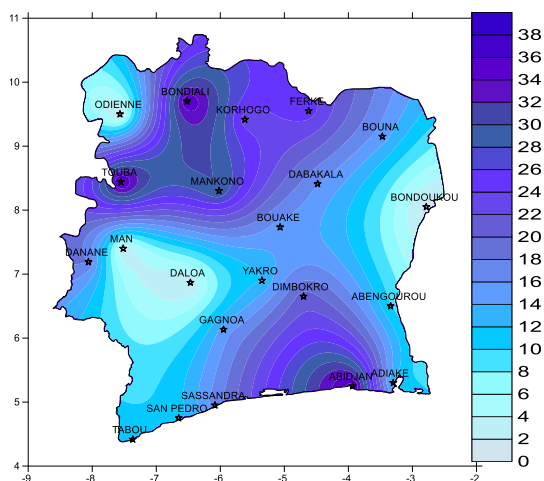 11
10
9
8
7
6
5
4
-9
-8
-7
-6
-5
-4
-3
-2
ODIENNE
BONDIALI
KORHOGO
FERKE
BOUNA
TOUBA
MANKONO
DABAKALA
BONDOUKOU
BOUAKE
MAN
DANANE
DALOA
YAKRO
DIMBOKRO
ABENGOUROU
GAGNOA
ABIDJAN
ADIAKE
SASSANDRA
SAN PEDRO
TABOU
38
36
34
32
30
28
26
24
22
20
18
16
14
12
10
8
6
4
2
0